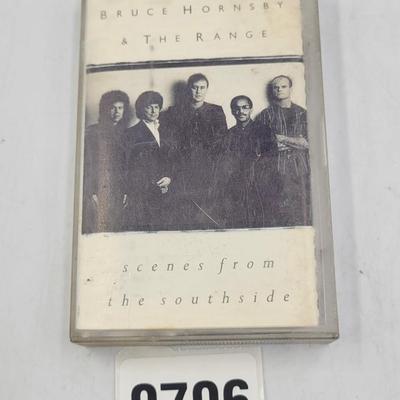 BRUCE HORNSBY
& THE RANGE
scenes from
the southside